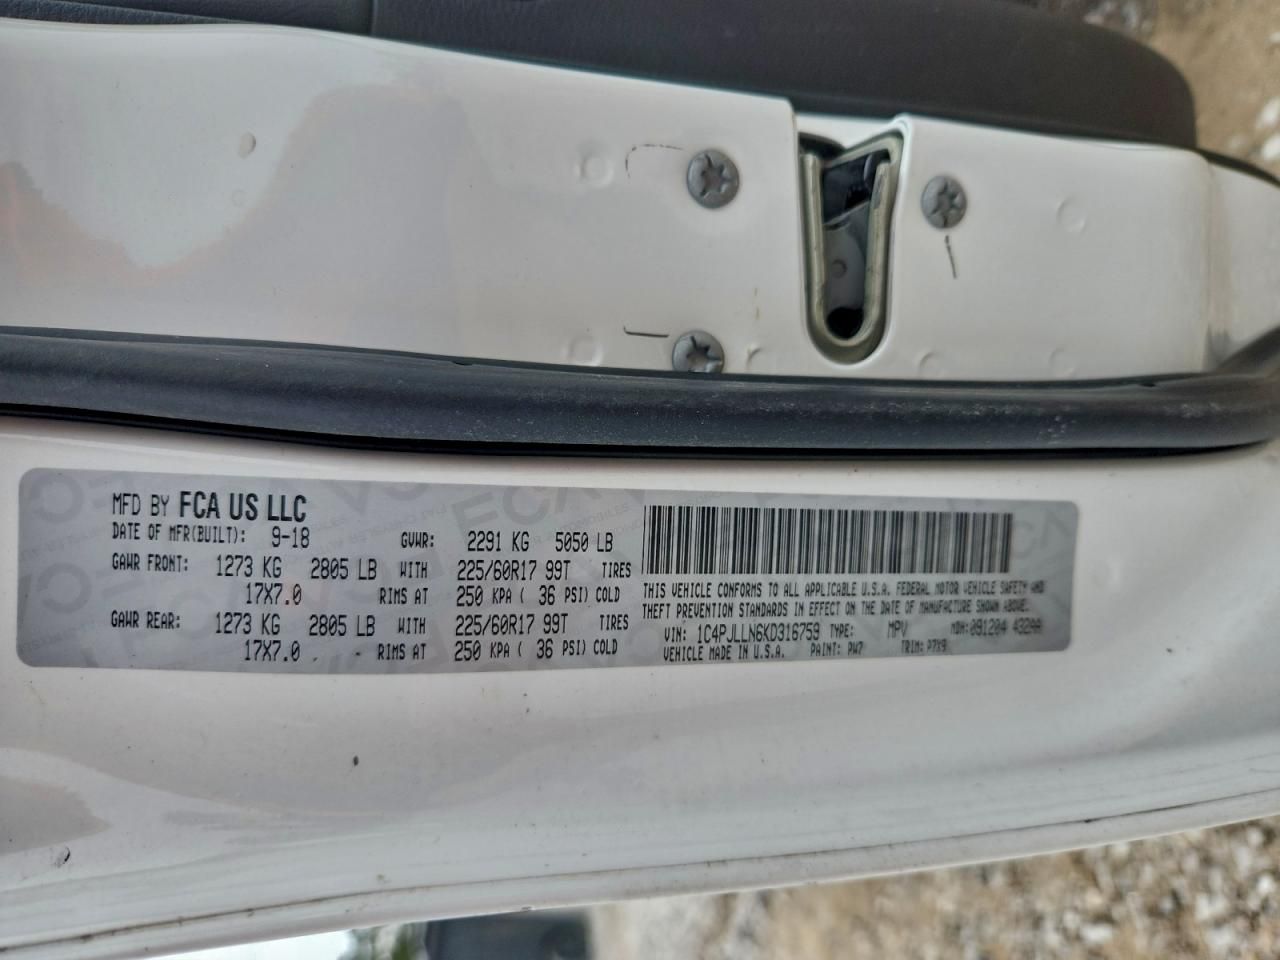 MFD BY FCA US LLC
DATE OF MFR(BUILT): 9-18 GVWR: 2291 KG 5050 LB
GAWR FRONT: 1273 KG 2805 LB WITH 225/60R17 99T TIRES
17X7.0 RIMS AT 250 KPA ( 36 PSI) COLD
GAWR REAR: 1273 KG 2805 LB WITH 225/60R17 99T TIRES
17X7.0 RIMS AT 250 KPA ( 36 PSI) COLD
THIS VEHICLE CONFORMS TO ALL APPLICABLE U.S.A. FEDERAL MOTOR VEHICLE SAFETY AND
THEFT PREVENTION STANDARDS IN EFFECT ON THE DATE OF MANUFACTURE SHOWN ABOVE.
VIN: 1C4PJLLN6KD316759 TYPE: MPV MDH: 091204
VEHICLE MADE IN U.S.A. PAINT: PW7 TRIM: P7X9